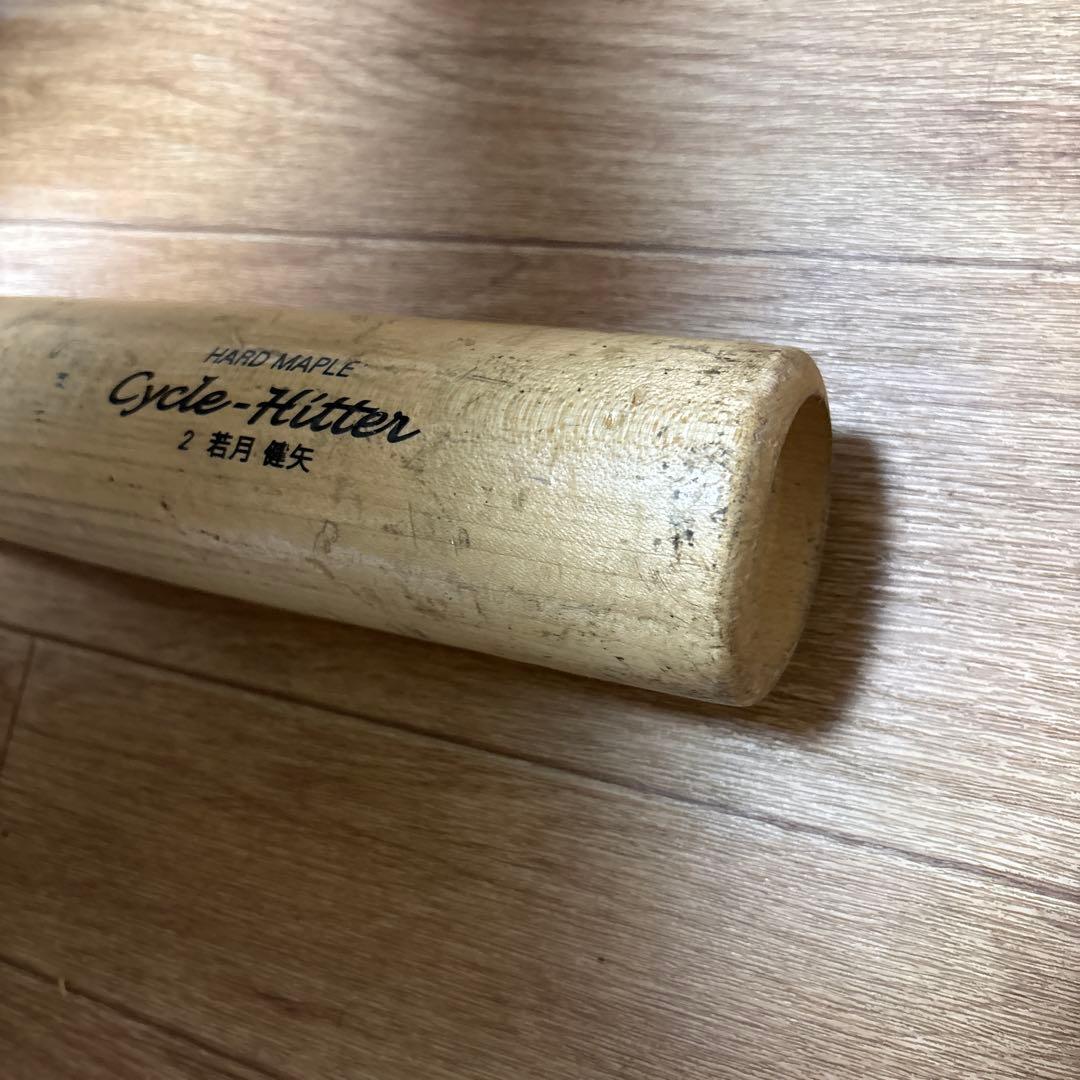 HARD MAPLE
Cycle-Hitter
2 若月 健矢